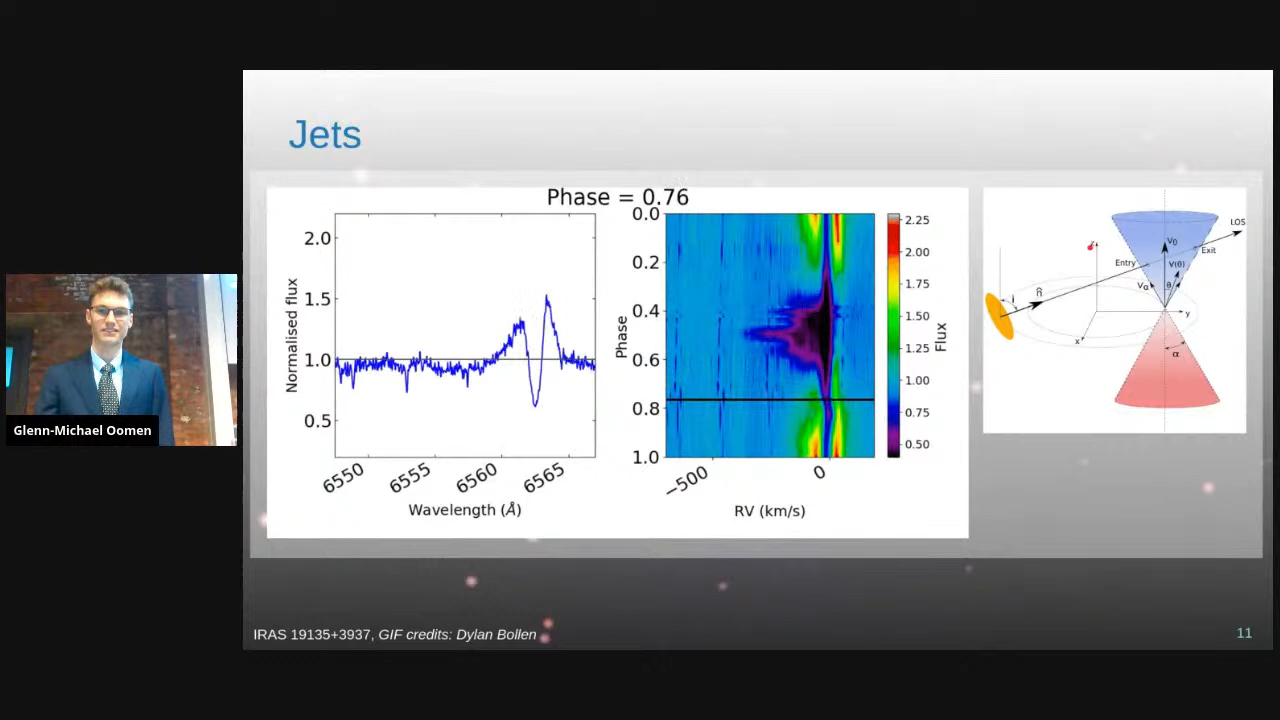 Jets
Phase = 0.76
Normalised flux
2.0
1.5
1.0
0.5
6550
6555
6560
6565
Wavelength (Å)
Phase
0.0
0.2
0.4
0.6
0.8
1.0
−500
0
RV (km/s)
Flux
2.25
2.00
1.75
1.50
1.25
1.00
0.75
0.50
LOS
V₀
Exit
Entry
V(θ)
Vα
θ
n̂
i
z
y
x
α
Glenn-Michael Oomen
IRAS 19135+3937, GIF credits: Dylan Bollen
11